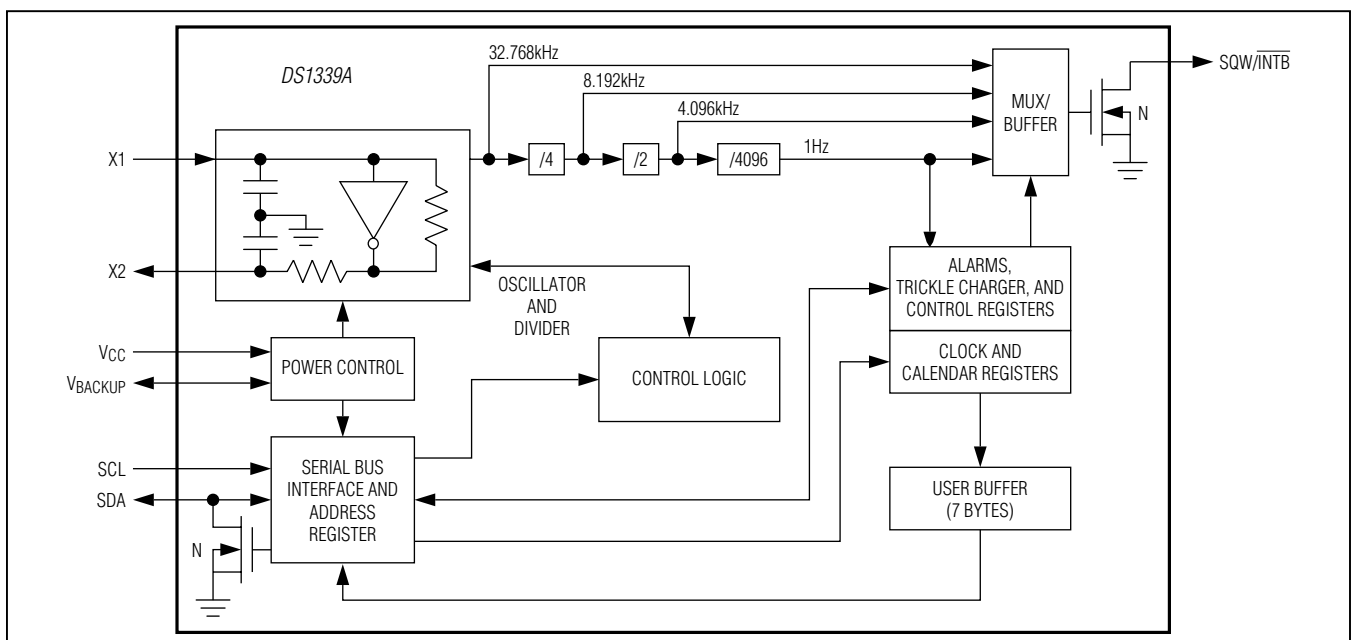 DS1339A
32.768kHz
8.192kHz
4.096kHz
/4
/2
/4096
1Hz
MUX/
BUFFER
N
SQW/INTB
X1
X2
OSCILLATOR
AND
DIVIDER
ALARMS,
TRICKLE CHARGER, AND
CONTROL REGISTERS
VCC
VBACKUP
POWER CONTROL
CONTROL LOGIC
CLOCK AND
CALENDAR REGISTERS
SCL
SDA
SERIAL BUS
INTERFACE AND
ADDRESS
REGISTER
USER BUFFER
(7 BYTES)
N